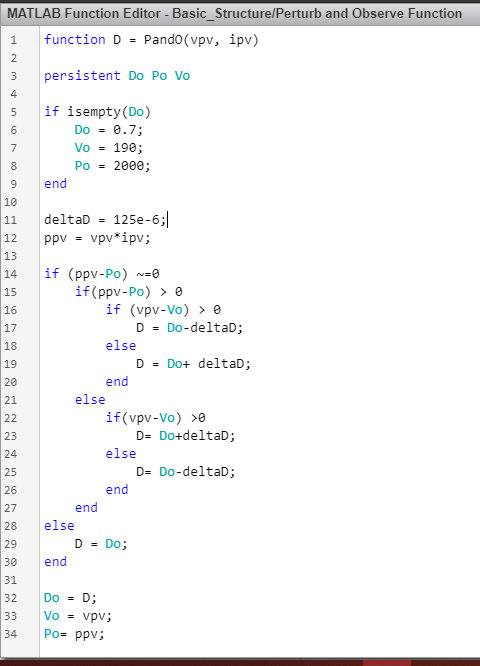 MATLAB Function Editor - Basic_Structure/Perturb and Observe Function
1 function D = PandO(vpv, ipv)
2
3 persistent Do Po Vo
4
5 if isempty(Do)
6 Do = 0.7;
7 Vo = 190;
8 Po = 2000;
9 end
10
11 deltaD = 125e-6;
12 ppv = vpv*ipv;
13
14 if (ppv-Po) ~=0
15 if(ppv-Po) > 0
16 if (vpv-Vo) > 0
17 D = Do-deltaD;
18 else
19 D = Do+ deltaD;
20 end
21 else
22 if(vpv-Vo) >0
23 D= Do+deltaD;
24 else
25 D= Do-deltaD;
26 end
27 end
28 else
29 D = Do;
30 end
31
32 Do = D;
33 Vo = vpv;
34 Po= ppv;